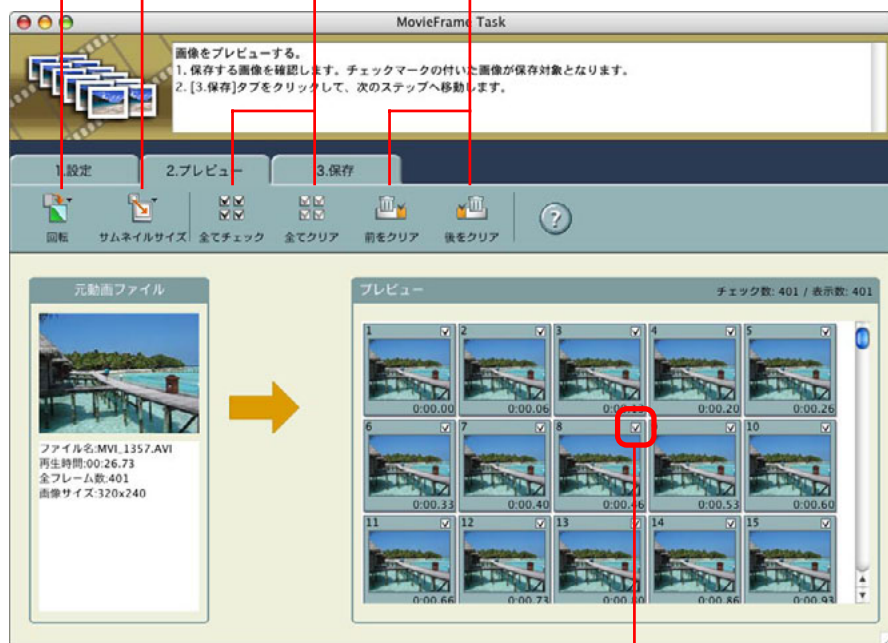 MovieFrame Task
画像をプレビューする。
1. 保存する画像を確認します。チェックマークの付いた画像が保存対象となります。
2. [3.保存]タブをクリックして、次のステップへ移動します。
1.設定
2.プレビュー
3.保存
回転
サムネイルサイズ
全てチェック
全てクリア
前をクリア
後をクリア
?
元動画ファイル
ファイル名:MVI_1357.AVI
再生時間:00:26.73
全フレーム数:401
画像サイズ:320x240
プレビュー
チェック数: 401 / 表示数: 401
1 2 3 4 5
0:00.00 0:00.06 0:00.13 0:00.20 0:00.26
6 7 8 10
0:00.33 0:00.40 0:00.46 0:00.53 0:00.60
11 12 13 14 15
0:00.66 0:00.73 0:00.80 0:00.86 0:00.93